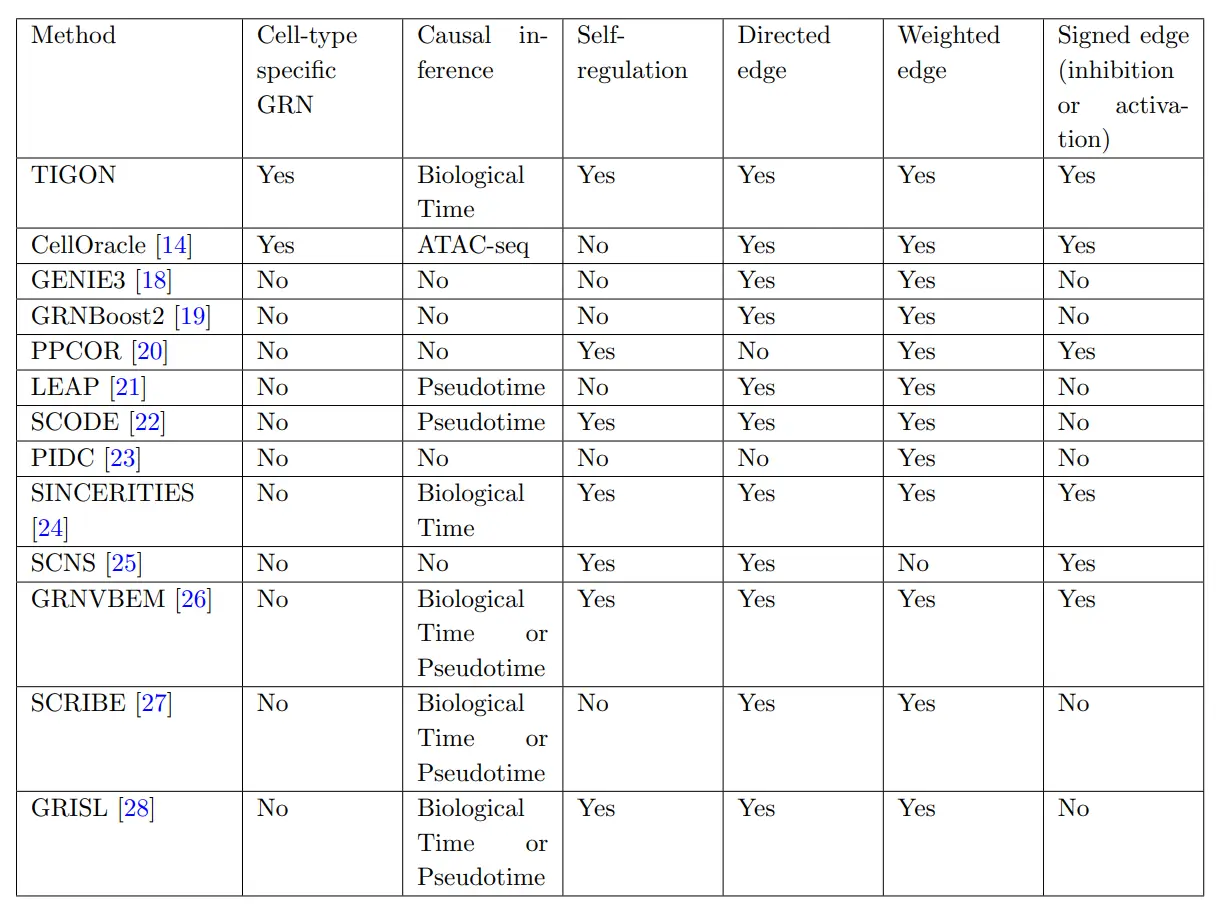 Method Cell-type specific GRN Causal in-ference Self-regulation Directed edge Weighted edge Signed edge (inhibition or activa-tion)
TIGON Yes Biological Time Yes Yes Yes Yes
CellOracle [14] Yes ATAC-seq No Yes Yes Yes
GENIE3 [18] No No No Yes Yes No
GRNBoost2 [19] No No No Yes Yes No
PPCOR [20] No No Yes No Yes Yes
LEAP [21] No Pseudotime No Yes Yes No
SCODE [22] No Pseudotime Yes Yes Yes No
PIDC [23] No No No No Yes No
SINCERITIES [24] No Biological Time Yes Yes Yes Yes
SCNS [25] No No Yes Yes No Yes
GRNVBEM [26] No Biological Time or Pseudotime Yes Yes Yes Yes
SCRIBE [27] No Biological Time or Pseudotime No Yes Yes No
GRISL [28] No Biological Time or Pseudotime Yes Yes Yes No